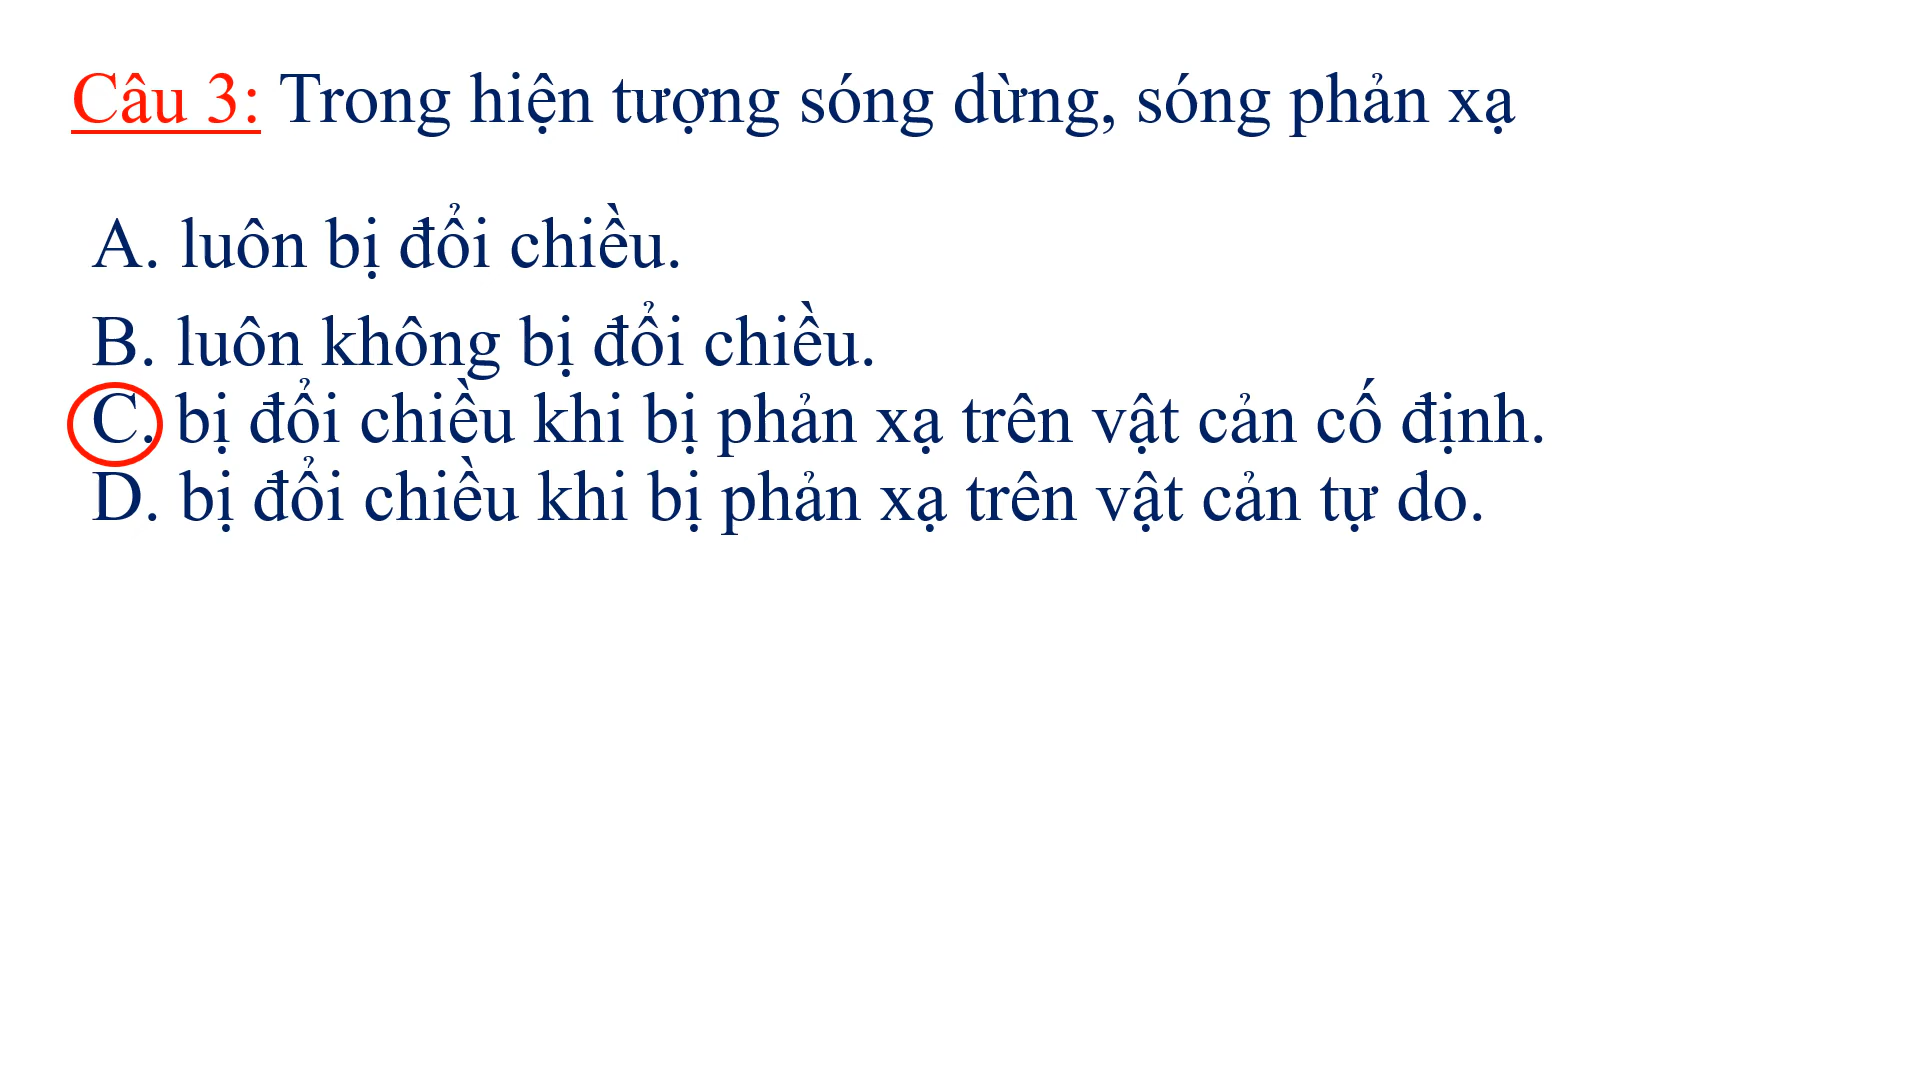 Câu 3: Trong hiện tượng sóng dừng, sóng phản xạ
A. luôn bị đổi chiều.
B. luôn không bị đổi chiều.
C. bị đổi chiều khi bị phản xạ trên vật cản cố định.
D. bị đổi chiều khi bị phản xạ trên vật cản tự do.